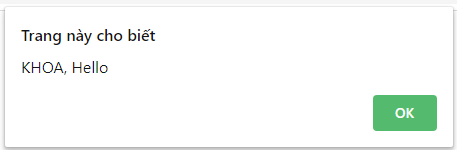 Trang này cho biết
KHOA, Hello
OK